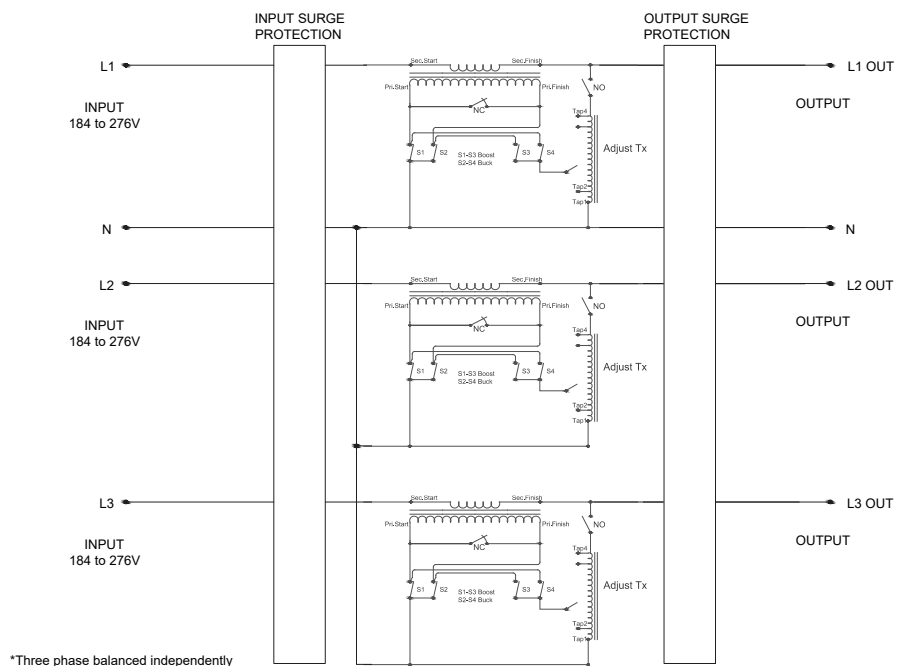 INPUT SURGE
PROTECTION
OUTPUT SURGE
PROTECTION
L1
Sec.Start
Sec.Finish
L1 OUT
Pri.Start
Pri.Finish
NO
INPUT
184 to 276V
NC
Tap4
OUTPUT
S1
S2
S1-S3 Boost
S2-S4 Buck
S3
S4
Adjust Tx
Tap2
Tap1
N
N
L2
Sec.Start
Sec.Finish
L2 OUT
Pri.Start
Pri.Finish
NO
INPUT
184 to 276V
NC
Tap4
OUTPUT
S1
S2
S1-S3 Boost
S2-S4 Buck
S3
S4
Adjust Tx
Tap2
Tap1
L3
Sec.Start
Sec.Finish
L3 OUT
Pri.Start
Pri.Finish
NO
INPUT
184 to 276V
NC
Tap4
OUTPUT
S1
S2
S1-S3 Boost
S2-S4 Buck
S3
S4
Adjust Tx
Tap2
Tap1
*Three phase balanced independently